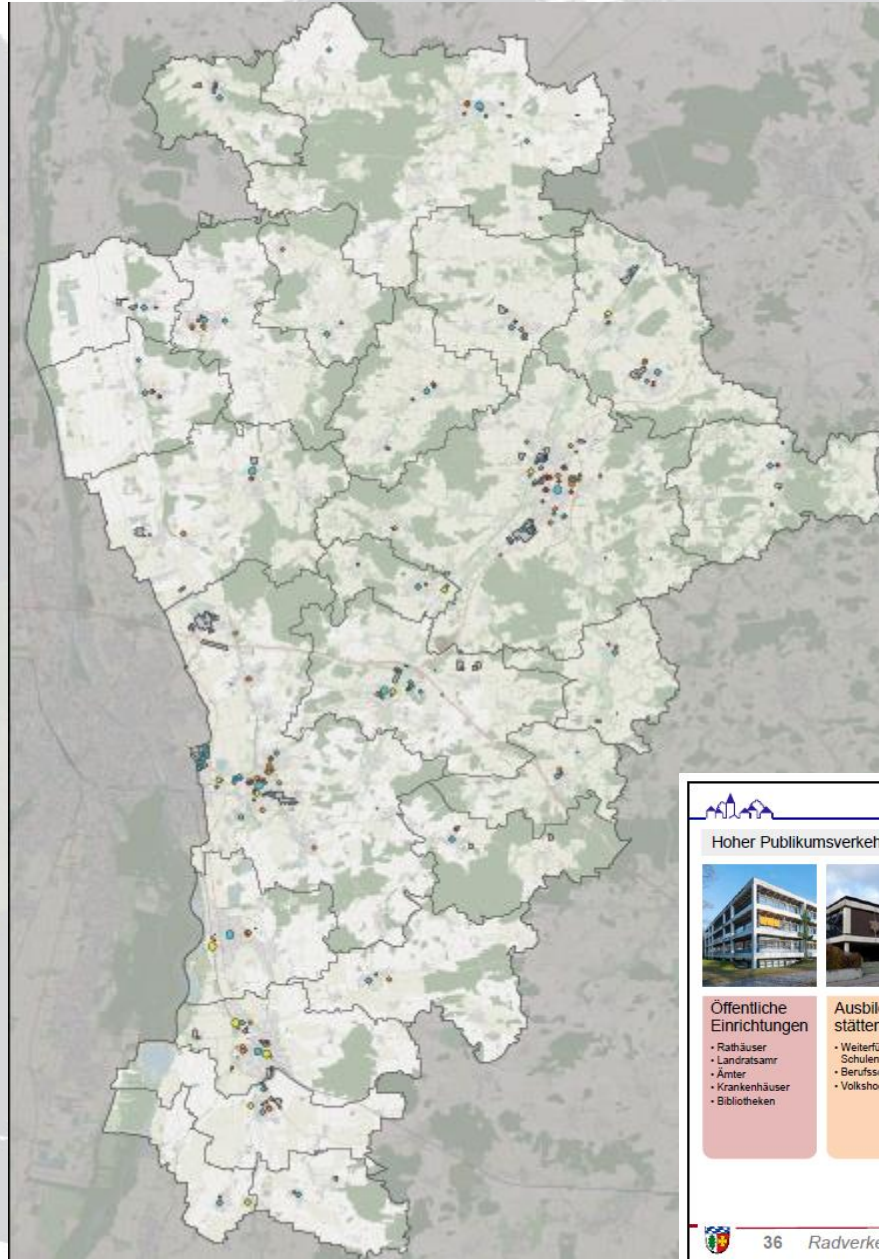 Hoher Publikumsverkeh
Öffentliche
Einrichtungen
• Rathäuser
• Landratsamr
• Ämter
• Krankenhäuser
• Bibliotheken
Ausbil
stätten
• Weiterfü
Schulen
• Berufss
• Volksho
36 Radverke